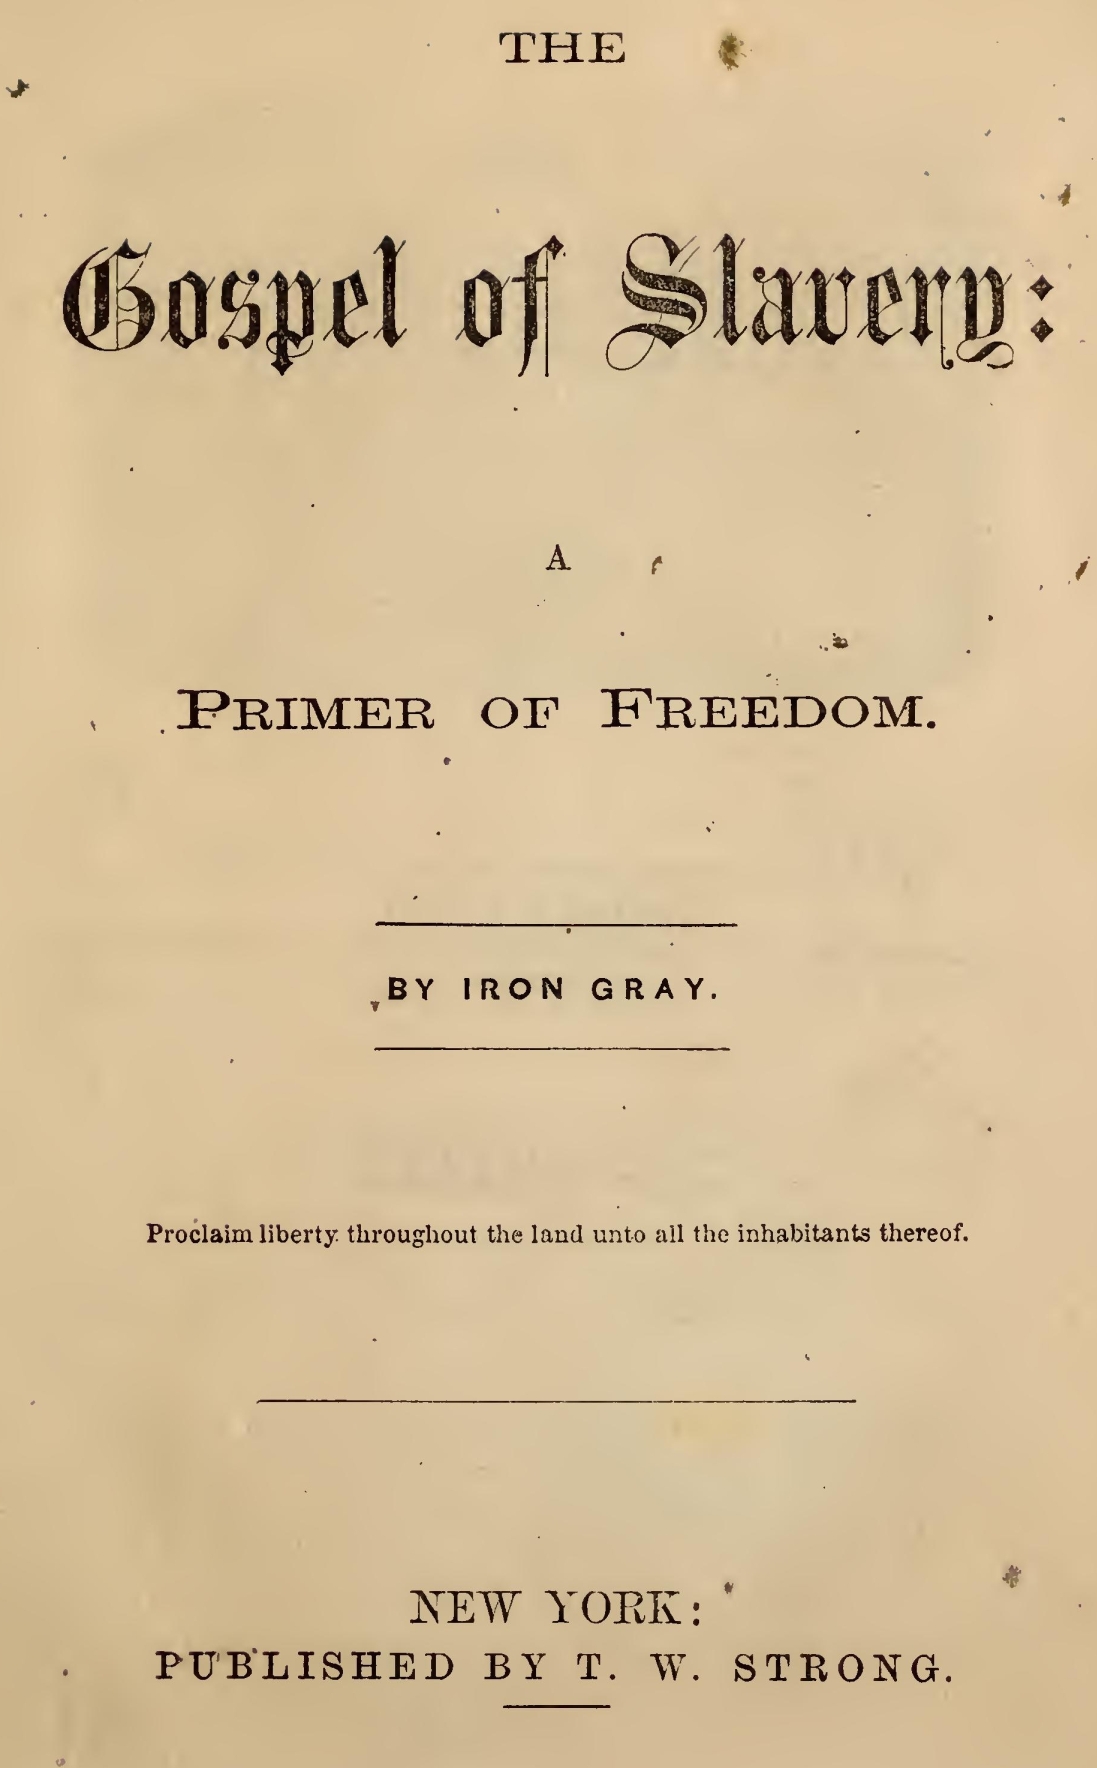 THE
Gospel of Slavery:
A
PRIMER OF FREEDOM.
BY IRON GRAY.
Proclaim liberty throughout the land unto all the inhabitants thereof.
NEW YORK:
PUBLISHED BY T. W. STRONG.